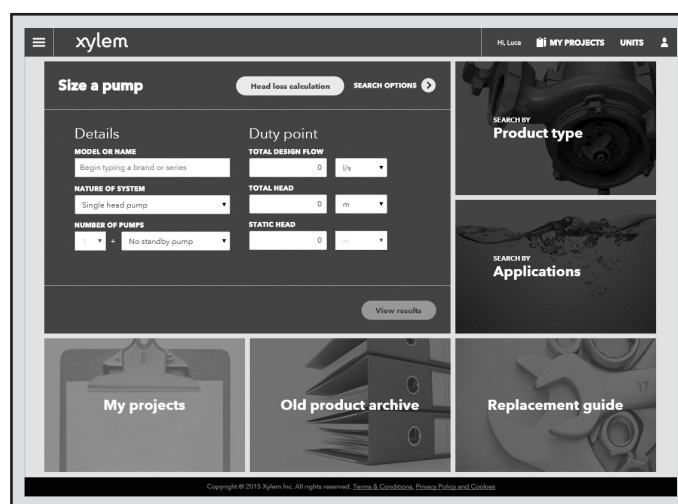 xylem
Hi, Luca MY PROJECTS UNITS
Size a pump
Head loss calculation
SEARCH OPTIONS
Details
MODEL OR NAME
Begin typing a brand or series
NATURE OF SYSTEM
Single head pump
NUMBER OF PUMPS
1 + No standby pump
Duty point
TOTAL DESIGN FLOW
0 l/s
TOTAL HEAD
0 m
STATIC HEAD
0 m
View results
SEARCH BY
Product type
SEARCH BY
Applications
My projects
Old product archive
Replacement guide
17
Copyright © 2015 Xylem Inc. All rights reserved. Terms & Conditions, Privacy Policy and Cookies